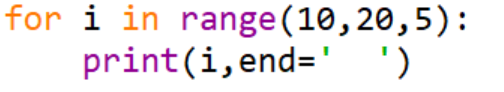 for i in range(10,20,5):
    print(i,end='  ')